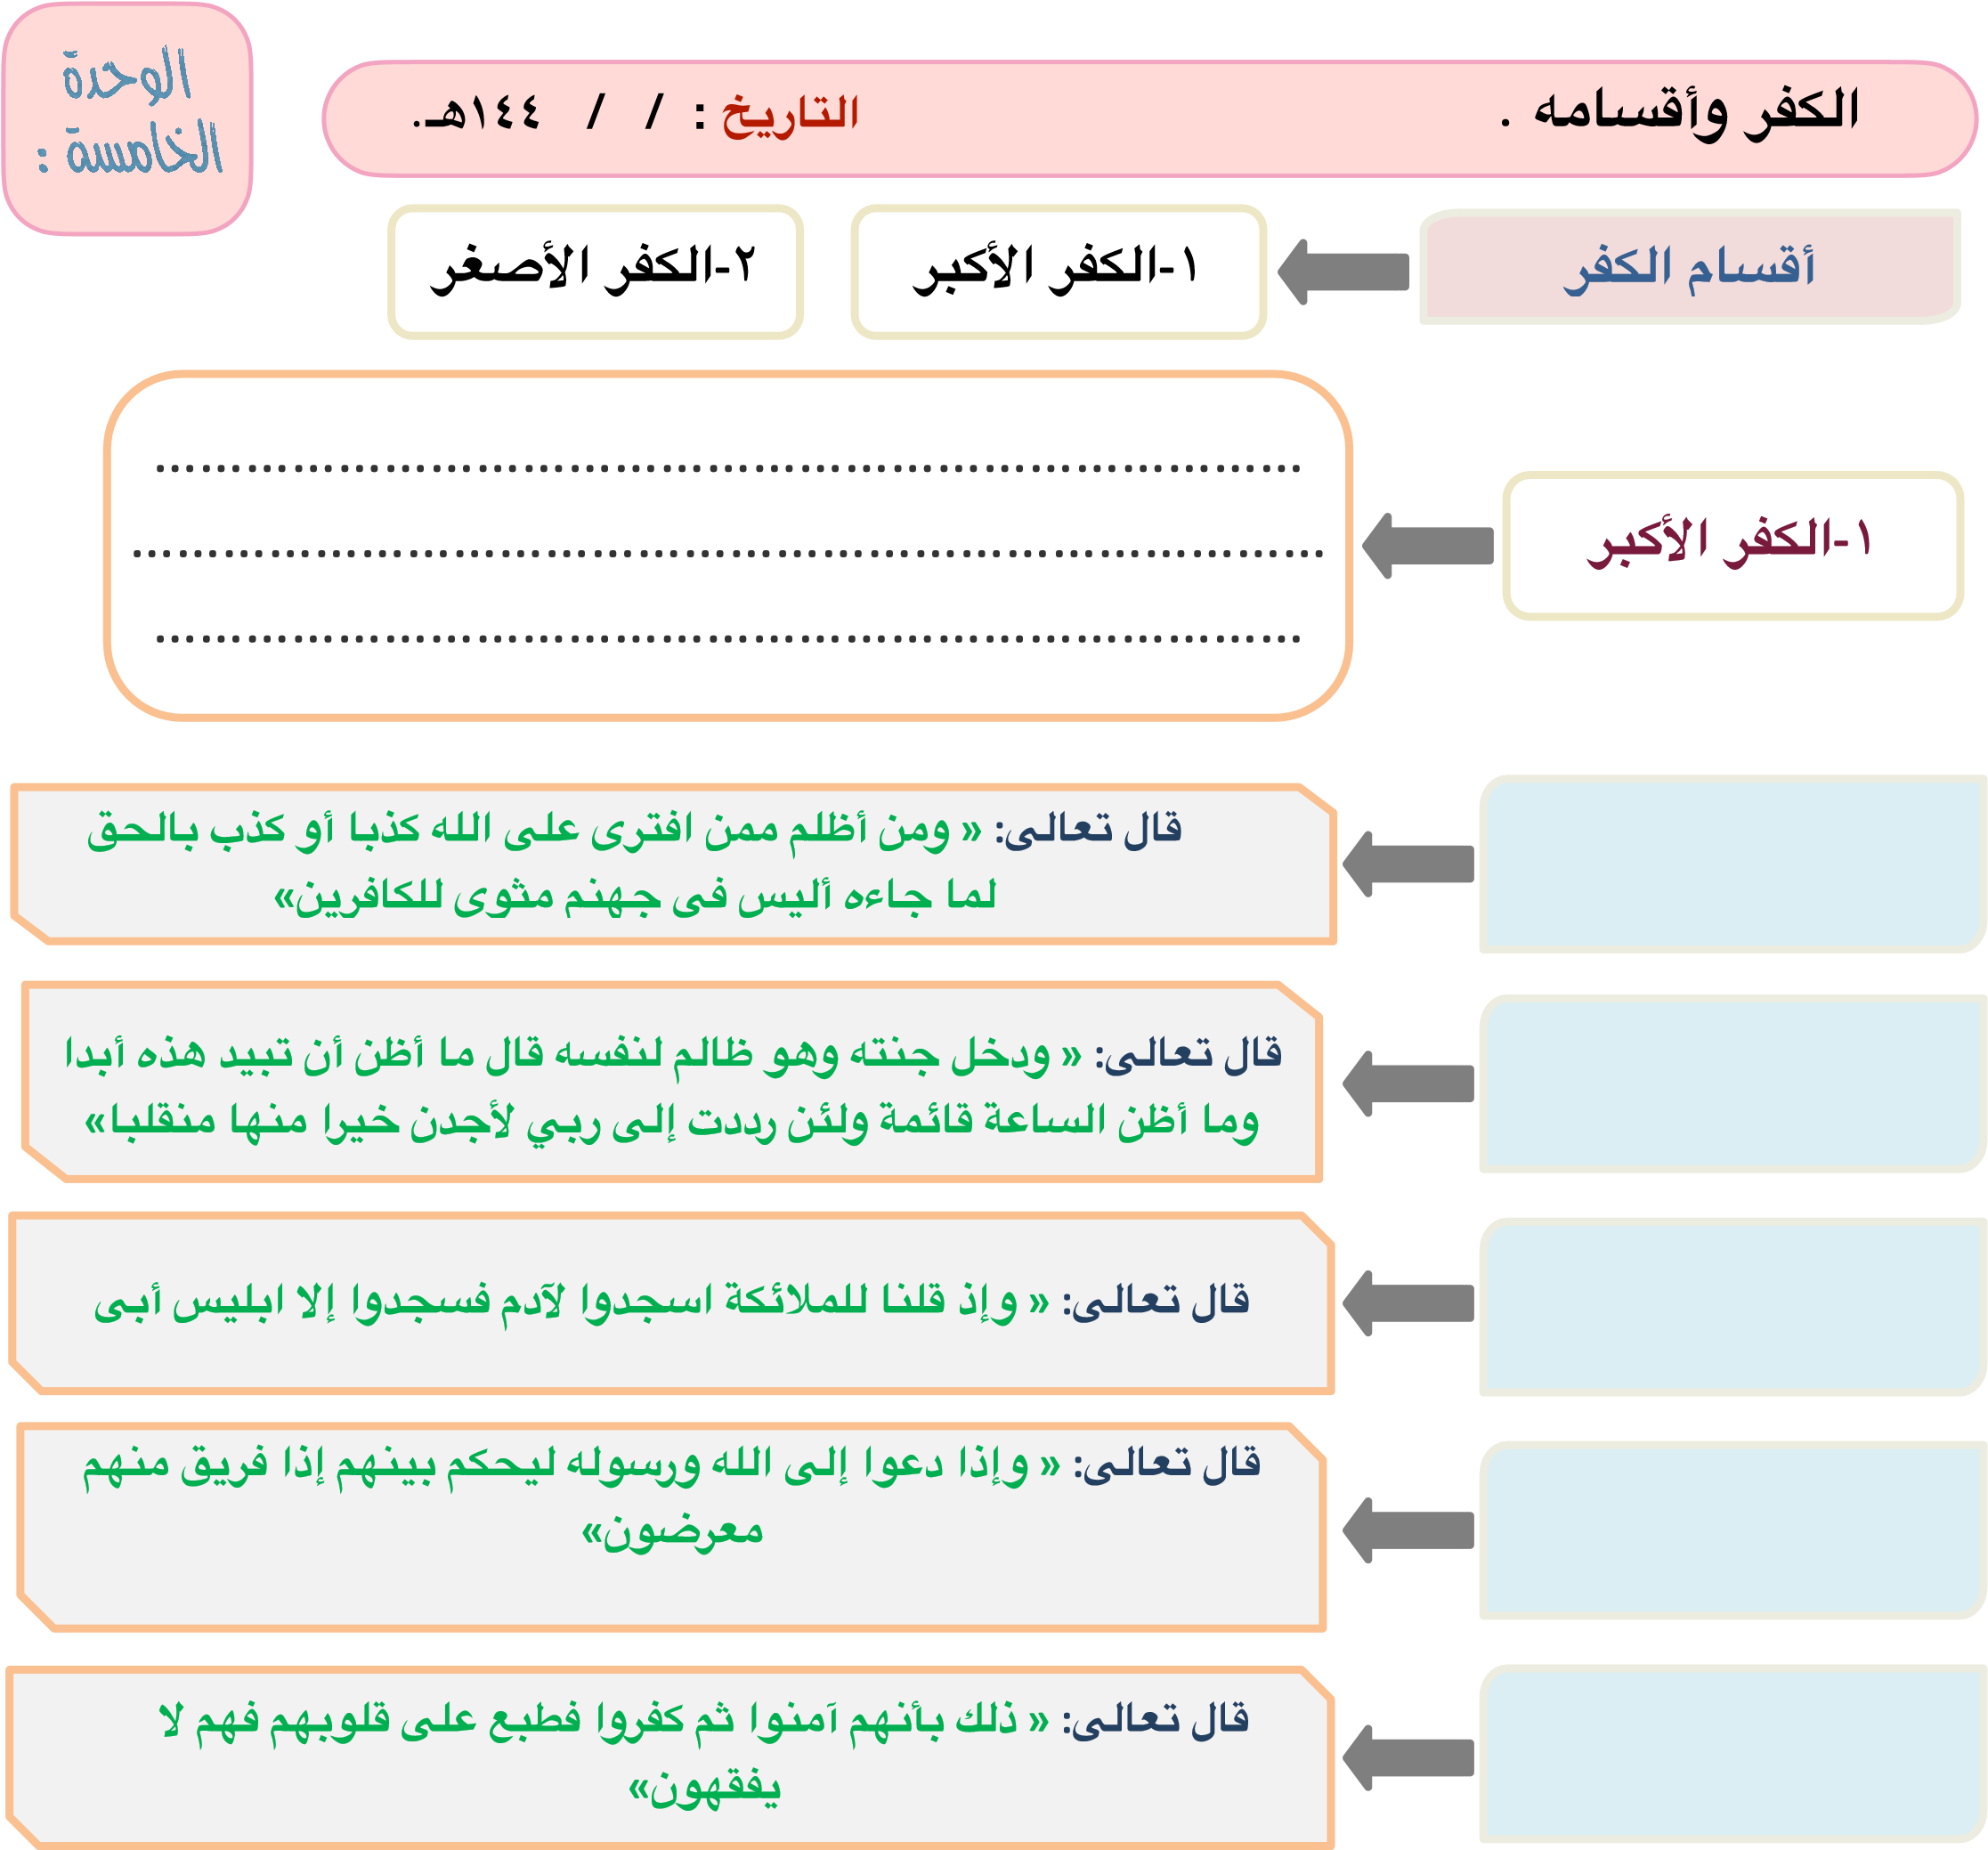 الوحدة
الخامسة :
الكفر وأقسامه .
التاريخ : / / ١٤٤هـ.
أقسام الكفر
١-الكفر الأكبر
٢-الكفر الأصغر
١-الكفر الأكبر
................................................................................
................................................................................
................................................................................
قال تعالى: « ومن أظلم ممن افترى على الله كذبا أو كذب بالحق
لما جاءه أليس فى جهنم مثوى للكافرين»
قال تعالى: « ودخل جنته وهو ظالم لنفسه قال ما أظن أن تبيد هذه أبدا
وما أظن الساعة قائمة ولئن رددت إلى ربي لأجدن خيرا منها منقلبا»
قال تعالى: « وإذ قلنا للملائكة اسجدوا لآدم فسجدوا إلا ابليس أبى
قال تعالى: « وإذا دعوا إلى الله ورسوله ليحكم بينهم إذا فريق منهم
معرضون»
قال تعالى: « ذلك بأنهم آمنوا ثم كفروا فطبع على قلوبهم فهم لا
يفقهون»